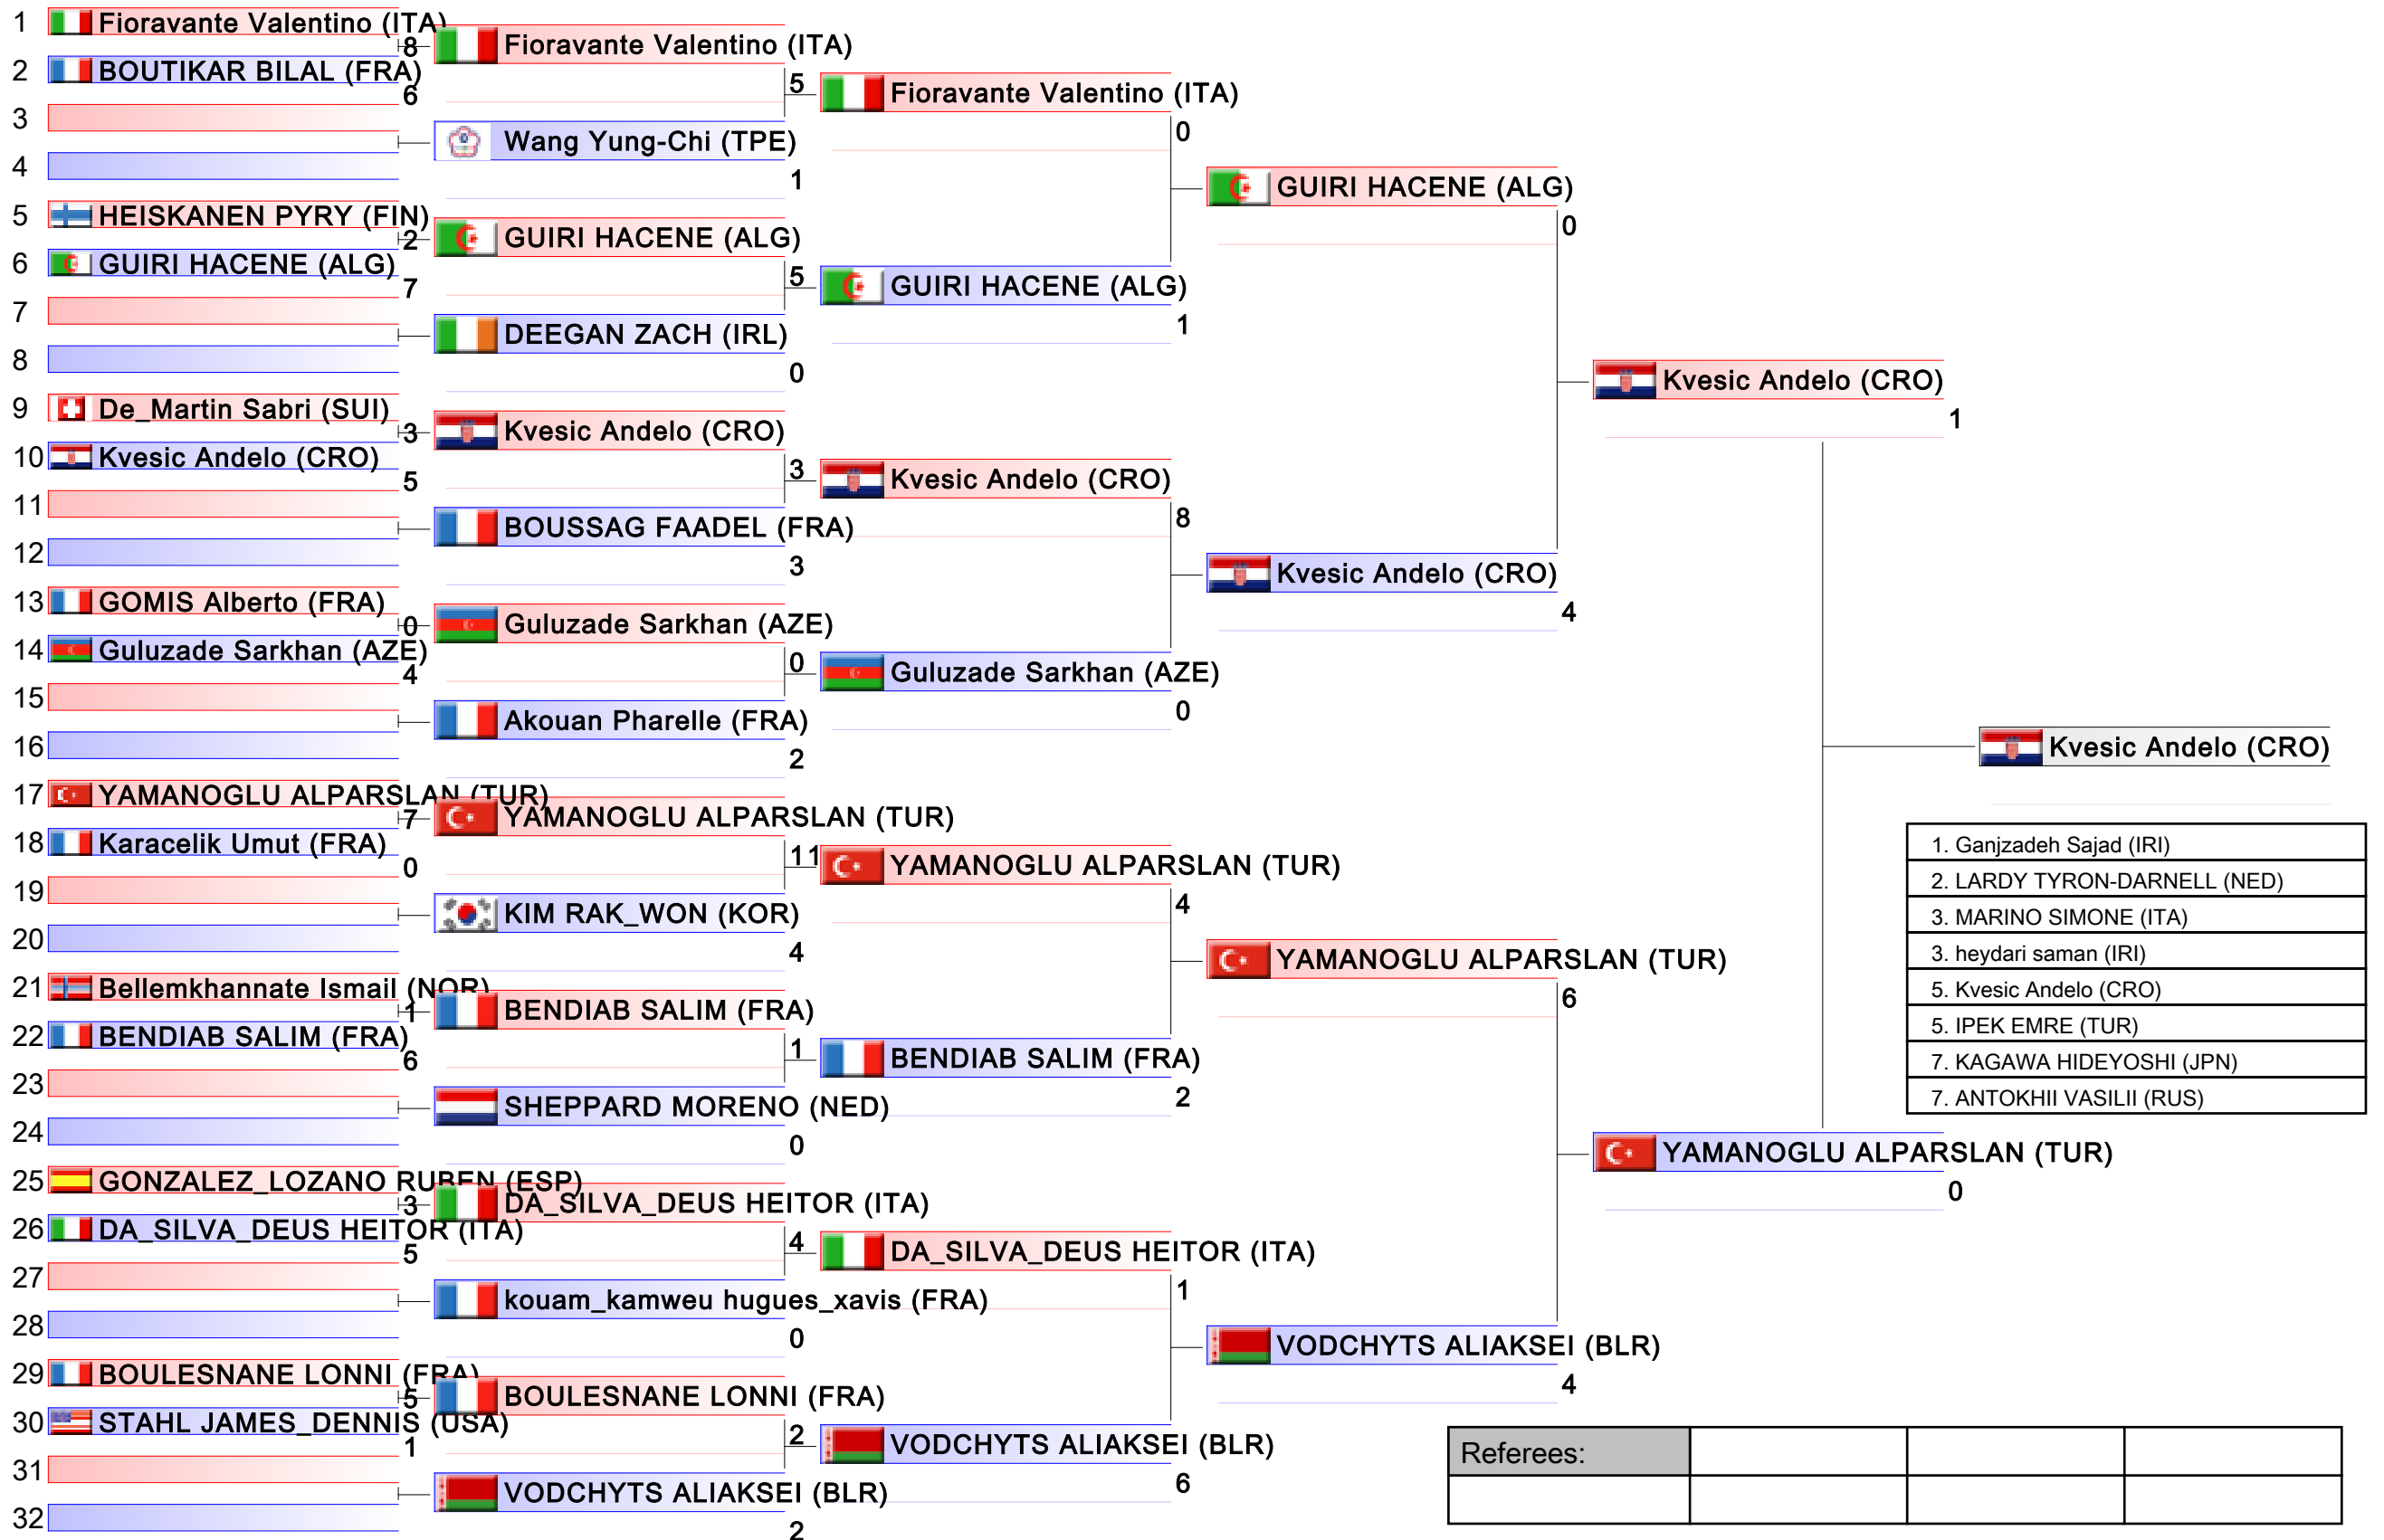 1 Fioravante Valentino (ITA)
8
2 BOUTIKAR BILAL (FRA)
6
3
4
5 HEISKANEN PYRY (FIN)
2
6 GUIRI HACENE (ALG)
7
7
8
9 De_Martin Sabri (SUI)
3
10 Kvesic Andelo (CRO)
5
11
12
13 GOMIS Alberto (FRA)
0
14 Guluzade Sarkhan (AZE)
4
15
16
17 YAMANOGLU ALPARSLAN (TUR)
7
18 Karacelik Umut (FRA)
0
19
20
21 Bellemkhannate Ismail (NOR)
1
22 BENDIAB SALIM (FRA)
6
23
24
25 GONZALEZ_LOZANO RUBEN (ESP)
3
26 DA_SILVA_DEUS HEITOR (ITA)
5
27
28
29 BOULESNANE LONNI (FRA)
5
30 STAHL JAMES_DENNIS (USA)
1
31
32
Fioravante Valentino (ITA)
5
Wang Yung-Chi (TPE)
1
GUIRI HACENE (ALG)
5
DEEGAN ZACH (IRL)
0
Kvesic Andelo (CRO)
3
BOUSSAG FAADEL (FRA)
3
Guluzade Sarkhan (AZE)
0
Akouan Pharelle (FRA)
2
YAMANOGLU ALPARSLAN (TUR)
11
KIM RAK_WON (KOR)
4
BENDIAB SALIM (FRA)
1
SHEPPARD MORENO (NED)
0
DA_SILVA_DEUS HEITOR (ITA)
4
kouam_kamweu hugues_xavis (FRA)
0
BOULESNANE LONNI (FRA)
2
VODCHYTS ALIAKSEI (BLR)
2
Fioravante Valentino (ITA)
0
GUIRI HACENE (ALG)
1
Kvesic Andelo (CRO)
8
Guluzade Sarkhan (AZE)
0
YAMANOGLU ALPARSLAN (TUR)
4
BENDIAB SALIM (FRA)
2
DA_SILVA_DEUS HEITOR (ITA)
1
VODCHYTS ALIAKSEI (BLR)
6
GUIRI HACENE (ALG)
0
Kvesic Andelo (CRO)
4
YAMANOGLU ALPARSLAN (TUR)
6
VODCHYTS ALIAKSEI (BLR)
4
Kvesic Andelo (CRO)
1
YAMANOGLU ALPARSLAN (TUR)
0
Kvesic Andelo (CRO)
1. Ganjzadeh Sajad (IRI)
2. LARDY TYRON-DARNELL (NED)
3. MARINO SIMONE (ITA)
3. heydari saman (IRI)
5. Kvesic Andelo (CRO)
5. IPEK EMRE (TUR)
7. KAGAWA HIDEYOSHI (JPN)
7. ANTOKHII VASILII (RUS)
Referees: